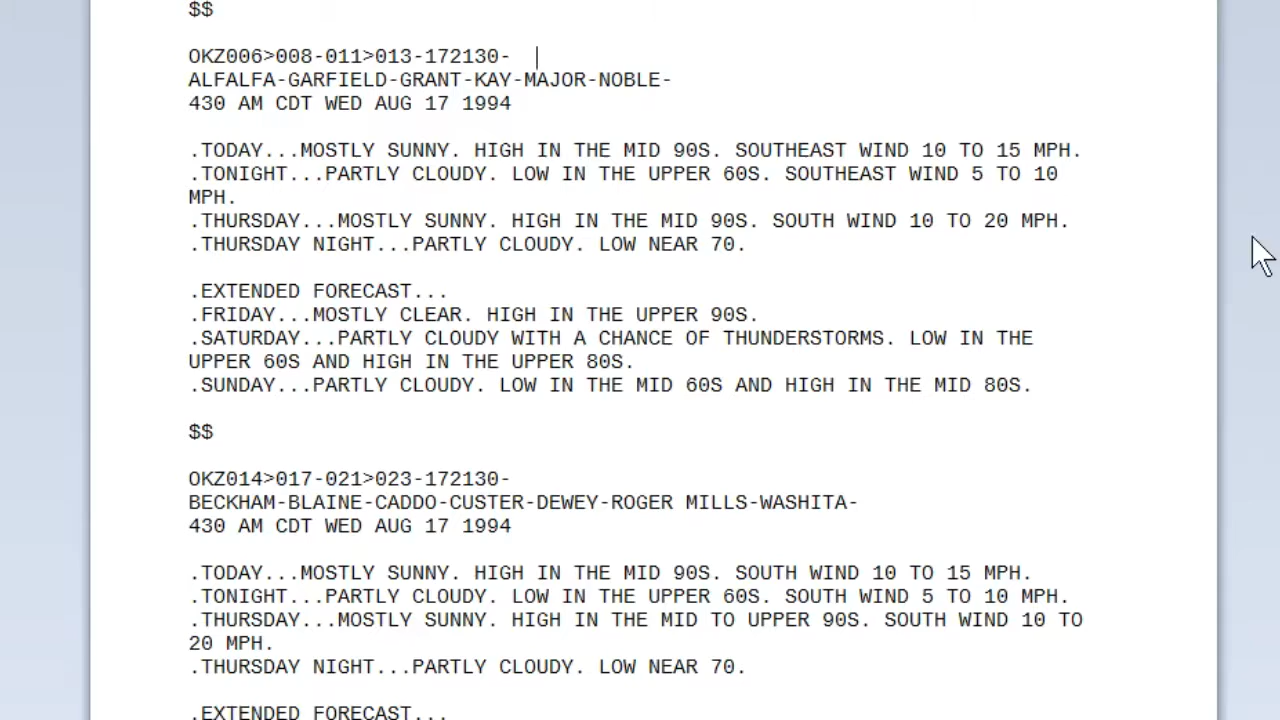 $$
OKZ006>008-011>013-172130-
ALFALFA-GARFIELD-GRANT-KAY-MAJOR-NOBLE-
430 AM CDT WED AUG 17 1994
.TODAY...MOSTLY SUNNY. HIGH IN THE MID 90S. SOUTHEAST WIND 10 TO 15 MPH.
.TONIGHT...PARTLY CLOUDY. LOW IN THE UPPER 60S. SOUTHEAST WIND 5 TO 10
MPH.
.THURSDAY...MOSTLY SUNNY. HIGH IN THE MID 90S. SOUTH WIND 10 TO 20 MPH.
.THURSDAY NIGHT...PARTLY CLOUDY. LOW NEAR 70.
.EXTENDED FORECAST...
.FRIDAY...MOSTLY CLEAR. HIGH IN THE UPPER 90S.
.SATURDAY...PARTLY CLOUDY WITH A CHANCE OF THUNDERSTORMS. LOW IN THE
UPPER 60S AND HIGH IN THE UPPER 80S.
.SUNDAY...PARTLY CLOUDY. LOW IN THE MID 60S AND HIGH IN THE MID 80S.
$$
OKZ014>017-021>023-172130-
BECKHAM-BLAINE-CADDO-CUSTER-DEWEY-ROGER MILLS-WASHITA-
430 AM CDT WED AUG 17 1994
.TODAY...MOSTLY SUNNY. HIGH IN THE MID 90S. SOUTH WIND 10 TO 15 MPH.
.TONIGHT...PARTLY CLOUDY. LOW IN THE UPPER 60S. SOUTH WIND 5 TO 10 MPH.
.THURSDAY...MOSTLY SUNNY. HIGH IN THE MID TO UPPER 90S. SOUTH WIND 10 TO
20 MPH.
.THURSDAY NIGHT...PARTLY CLOUDY. LOW NEAR 70.
.EXTENDED FORECAST...